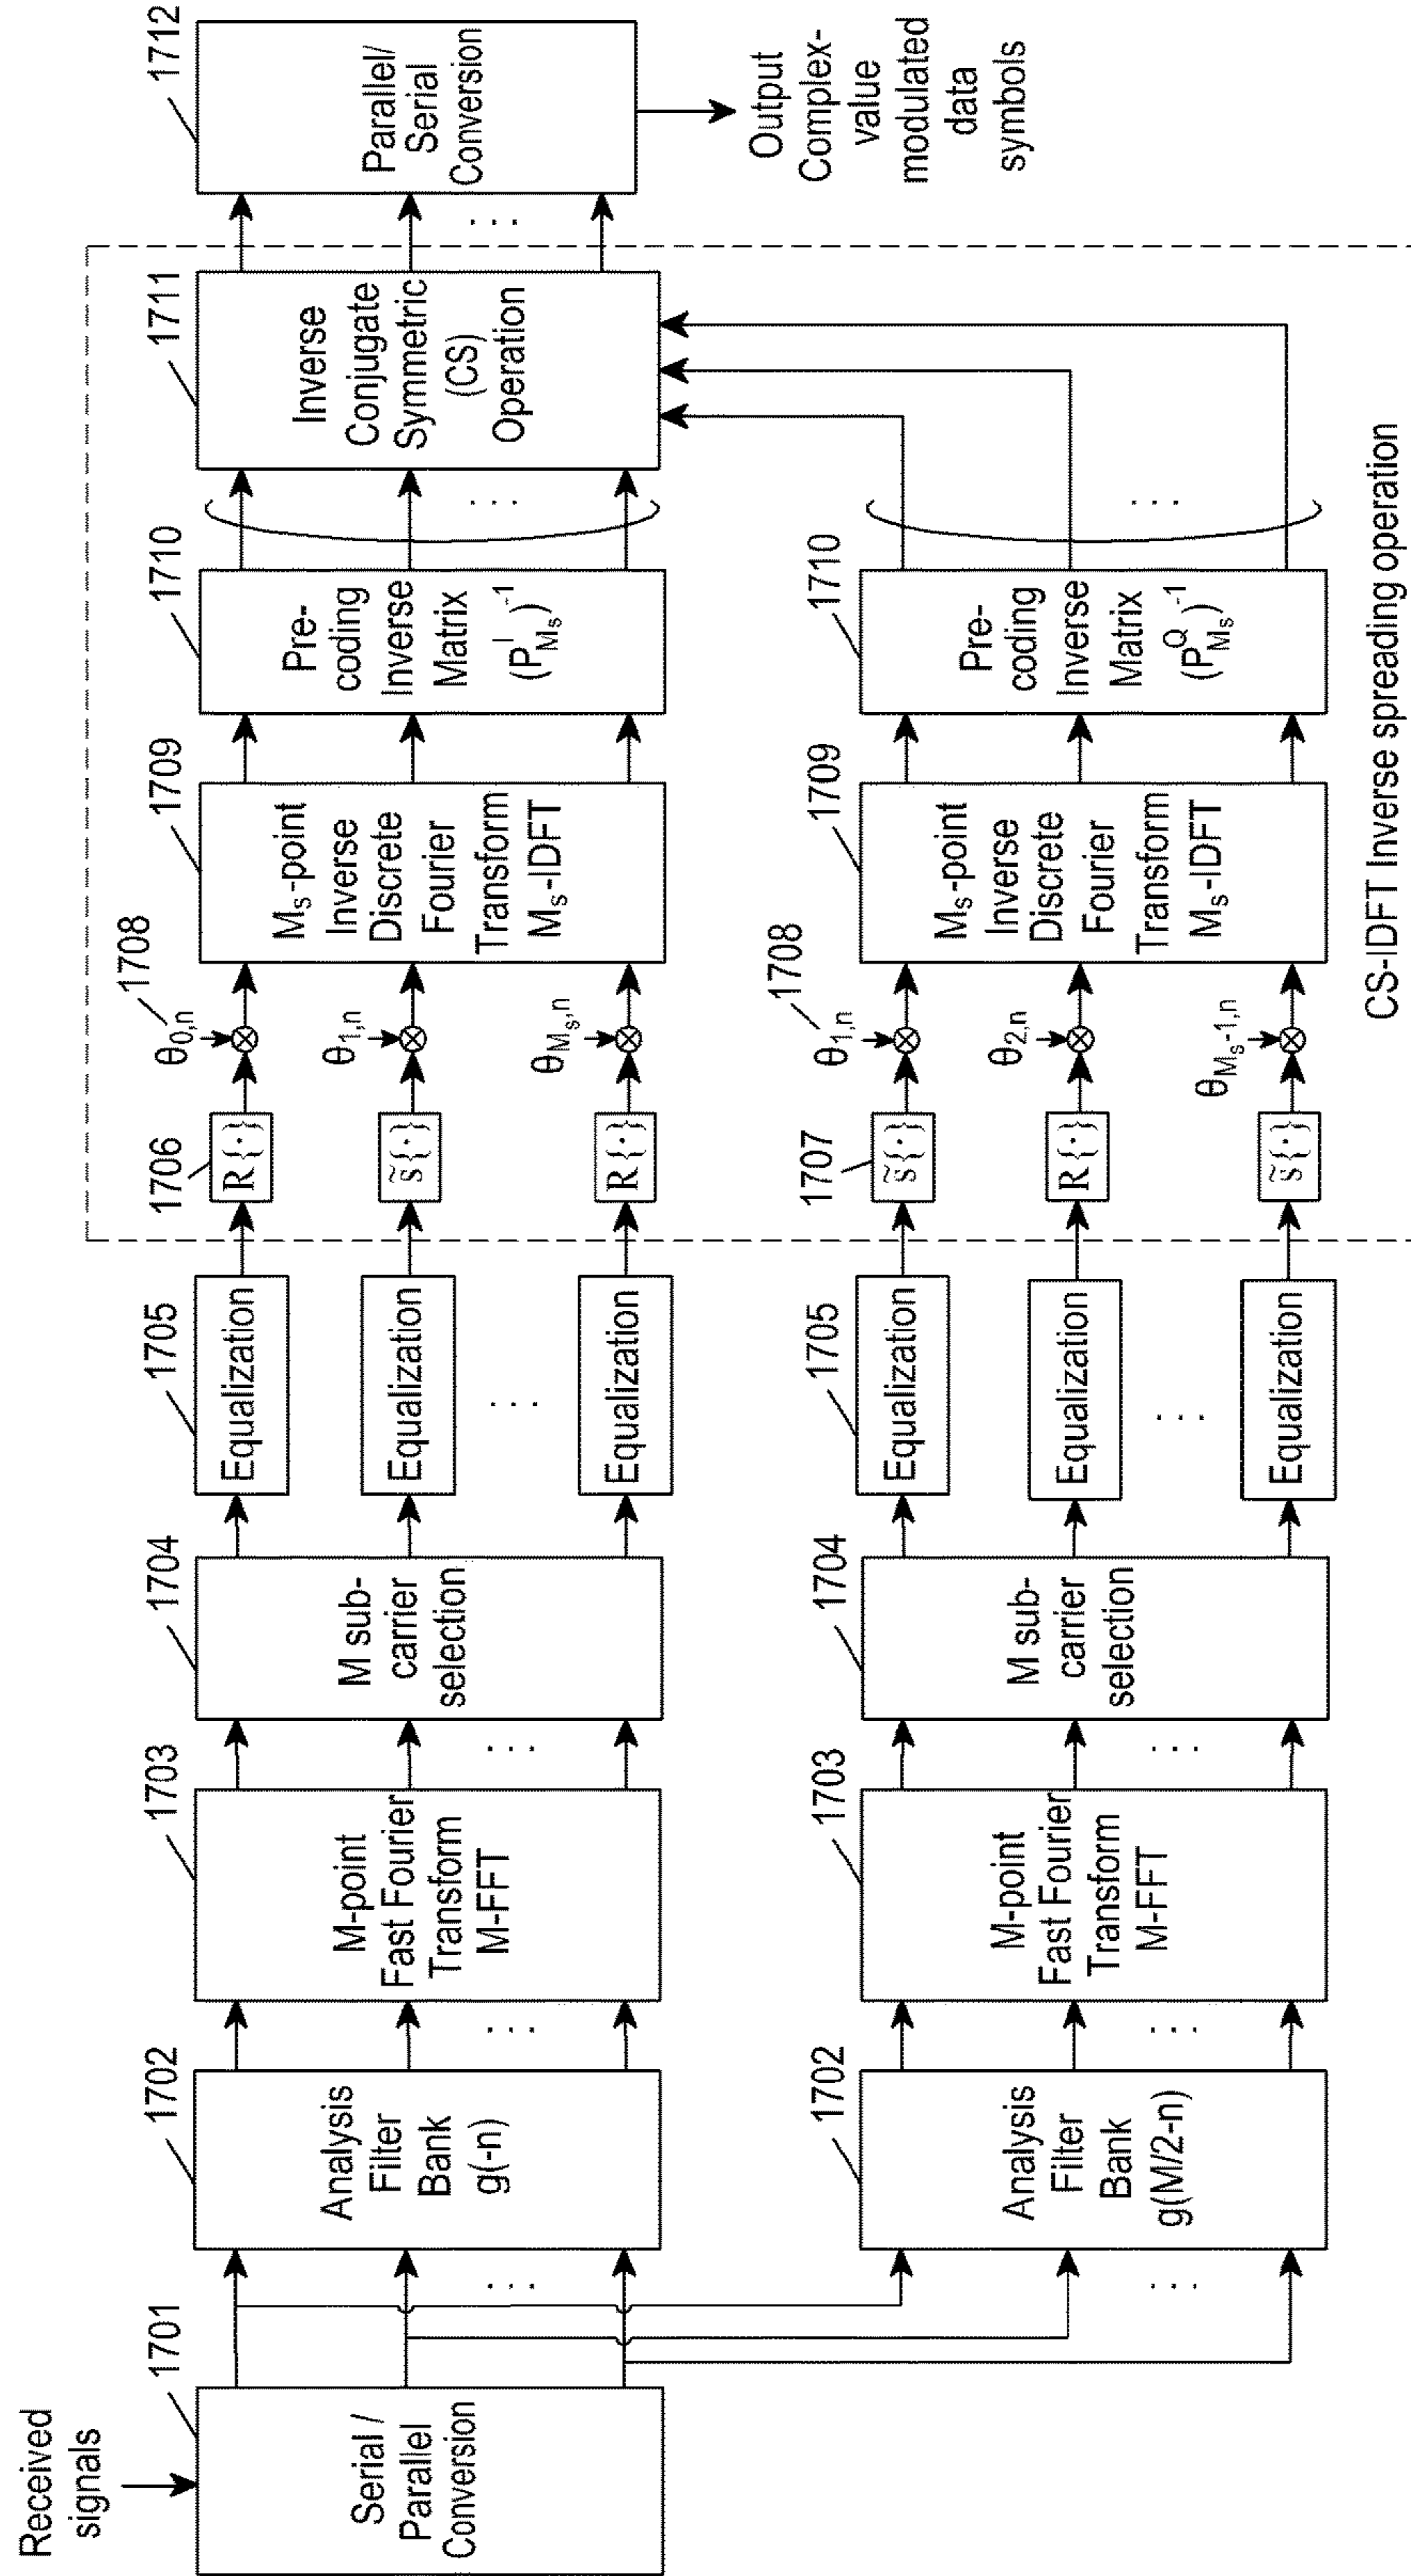 Received
signals
1701
Serial /
Parallel
Conversion
1702
Analysis
Filter
Bank
g(-n)
. . .
. . .
1703
M-point
Fast Fourier
Transform
M-FFT
. . .
1704
M sub-
carrier
selection
1705
Equalization
Equalization
. . .
Equalization
1706
R{·}
s̃{·}
R{·}
1708
θ0,n
θ1,n
θMs,n
1709
Ms-point
Inverse
Discrete
Fourier
Transform
Ms-IDFT
1710
Pre-
coding
Inverse
Matrix
(P^I_Ms)^-1
. . .
1711
Inverse
Conjugate
Symmetric
(CS)
Operation
. . .
1712
Parallel/
Serial
Conversion
Output
Complex-
value
modulated
data
symbols
. . .
1702
Analysis
Filter
Bank
g(M/2-n)
. . .
1703
M-point
Fast Fourier
Transform
M-FFT
. . .
1704
M sub-
carrier
selection
1705
Equalization
Equalization
. . .
Equalization
1707
s̃{·}
R{·}
s̃{·}
1708
θ1,n
θ2,n
θMs-1,n
1709
Ms-point
Inverse
Discrete
Fourier
Transform
Ms-IDFT
1710
Pre-
coding
Inverse
Matrix
(P^Q_Ms)^-1
. . .
CS-IDFT Inverse spreading operation